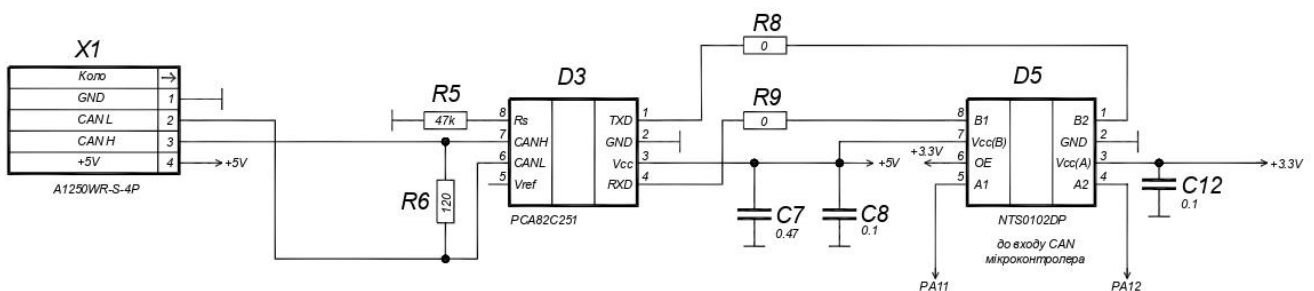 X1
Коло
GND 1
CAN L 2
CAN H 3
+5V 4
+5V
A1250WR-S-4P
R5
47k
R6
120
D3
8 Rs TXD 1
7 CANH GND 2
6 CANL Vcc 3
5 Vref RXD 4
PCA82C251
R8
0
R9
0
C7
0.47
C8
0.1
+5V
+3.3V
D5
8 B1 B2 1
7 Vcc(B) GND 2
6 OE Vcc(A) 3
5 A1 A2 4
NTS0102DP
до входу CAN
мікроконтролера
C12
0.1
+3.3V
PA11
PA12